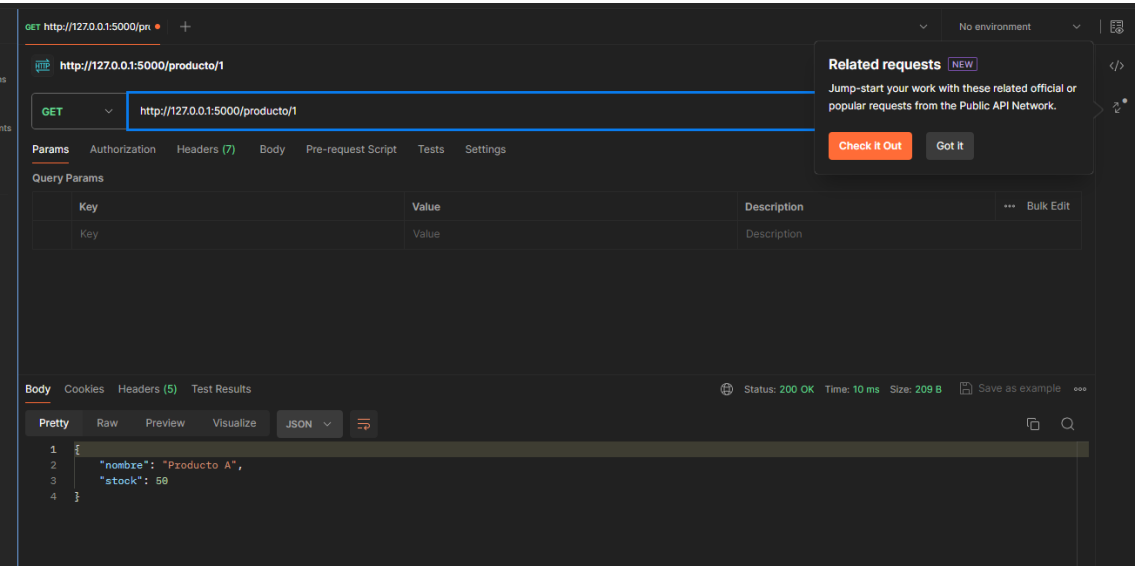 GET http://127.0.0.1:5000/pro
No environment
HTTP http://127.0.0.1:5000/producto/1
GET http://127.0.0.1:5000/producto/1
Related requests NEW
Jump-start your work with these related official or
popular requests from the Public API Network.
Check it Out Got it
Params Authorization Headers (7) Body Pre-request Script Tests Settings
Query Params
Key Value Description ••• Bulk Edit
Key Value Description
Body Cookies Headers (5) Test Results Status: 200 OK Time: 10 ms Size: 209 B Save as example
Pretty Raw Preview Visualize JSON
1 {
2 "nombre": "Producto A",
3 "stock": 50
4 }